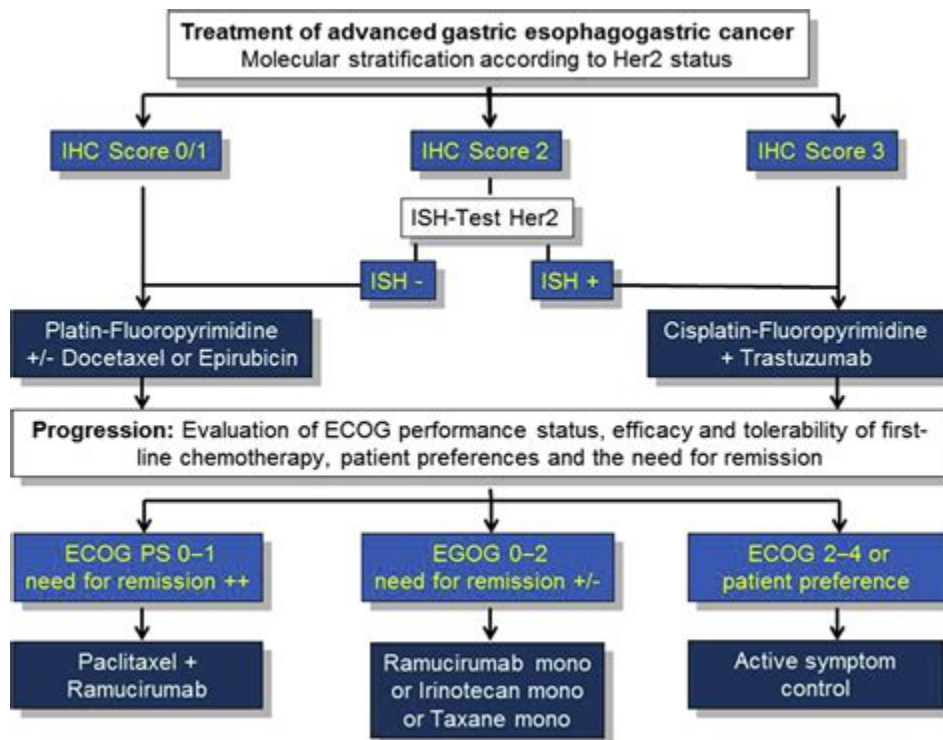 Treatment of advanced gastric esophagogastric cancer
Molecular stratification according to Her2 status
IHC Score 0/1
IHC Score 2
IHC Score 3
ISH-Test Her2
ISH -
ISH +
Platin-Fluoropyrimidine
+/- Docetaxel or Epirubicin
Cisplatin-Fluoropyrimidine
+ Trastuzumab
Progression: Evaluation of ECOG performance status, efficacy and tolerability of first-
line chemotherapy, patient preferences and the need for remission
ECOG PS 0–1
need for remission ++
EGOG 0–2
need for remission +/-
ECOG 2–4 or
patient preference
Paclitaxel +
Ramucirumab
Ramucirumab mono
or Irinotecan mono
or Taxane mono
Active symptom
control